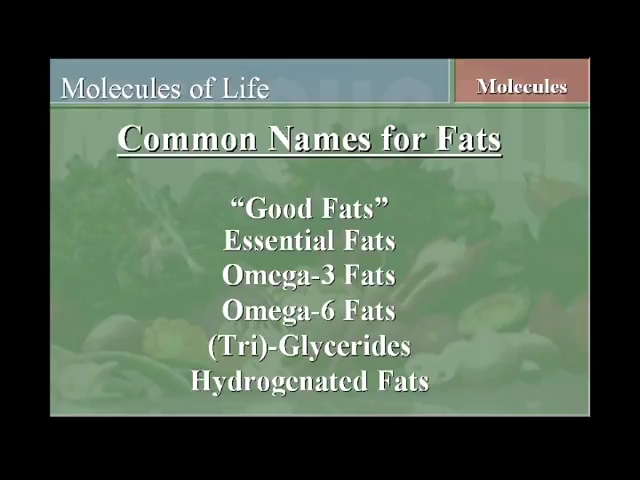 Molecules of Life
Molecules
Common Names for Fats
“Good Fats”
Essential Fats
Omega-3 Fats
Omega-6 Fats
(Tri)-Glycerides
Hydrogenated Fats